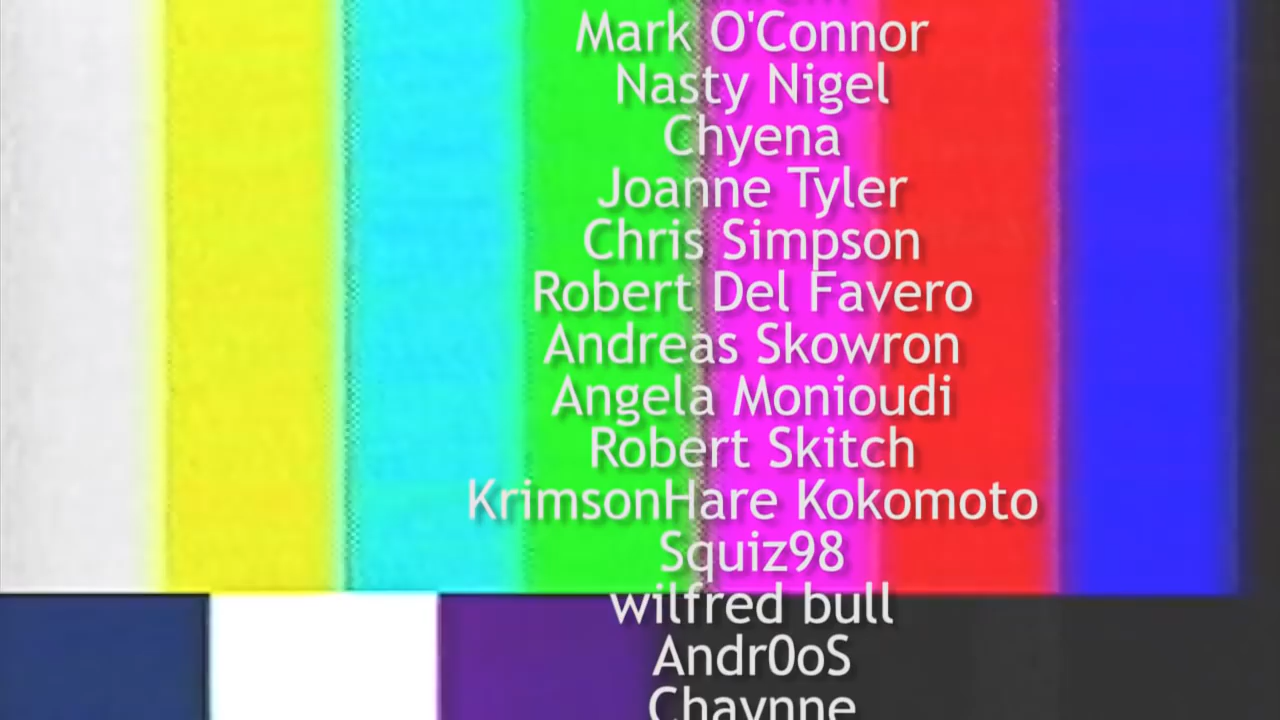 Mark O'Connor
Nasty Nigel
Chyena
Joanne Tyler
Chris Simpson
Robert Del Favero
Andreas Skowron
Angela Monioudi
Robert Skitch
KrimsonHare Kokomoto
Squiz98
wilfred bull
Andr0oS
Chaynne